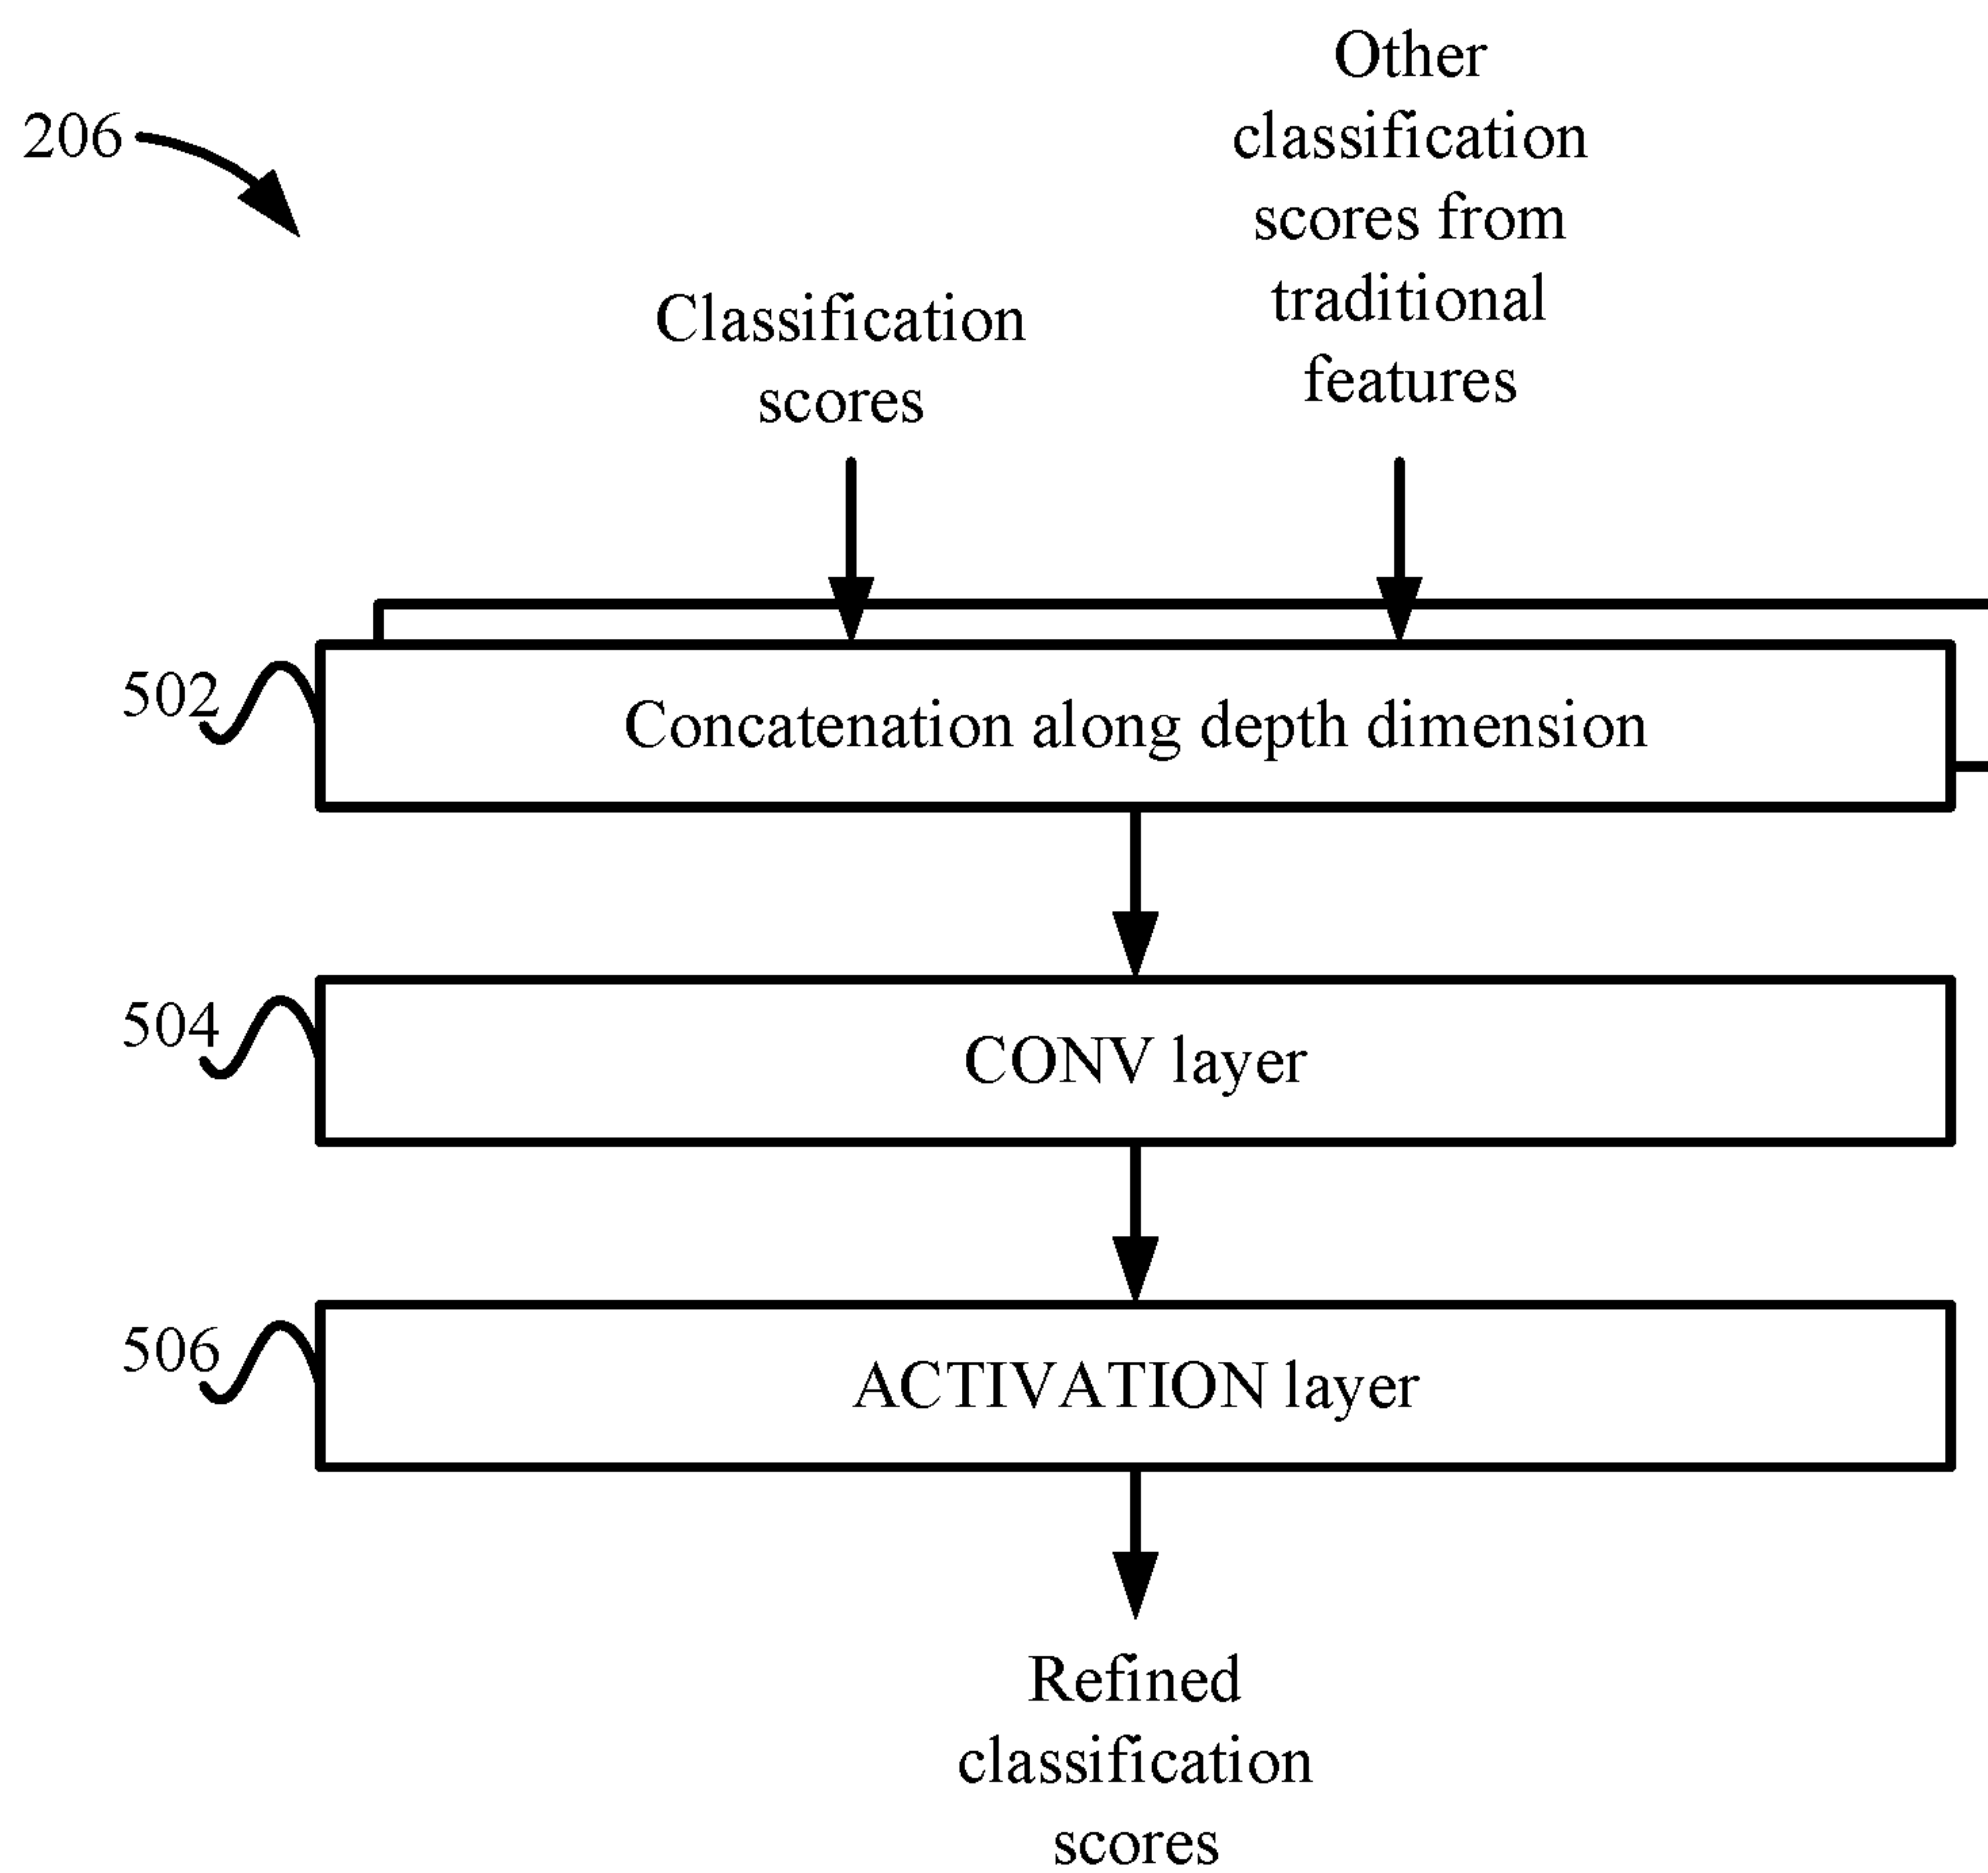 206
Other
classification
scores from
traditional
features
Classification
scores
502
Concatenation along depth dimension
504
CONV layer
506
ACTIVATION layer
Refined
classification
scores